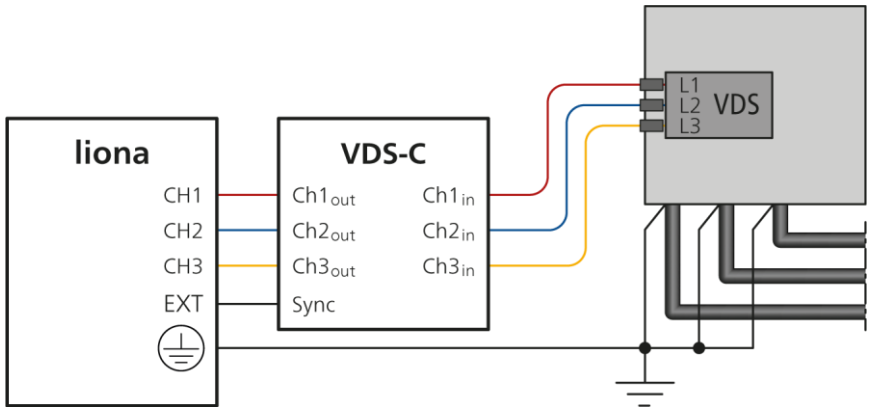 L1
L2 VDS
L3
liona VDS-C
CH1 Ch1out Ch1in
CH2 Ch2out Ch2in
CH3 Ch3out Ch3in
EXT Sync